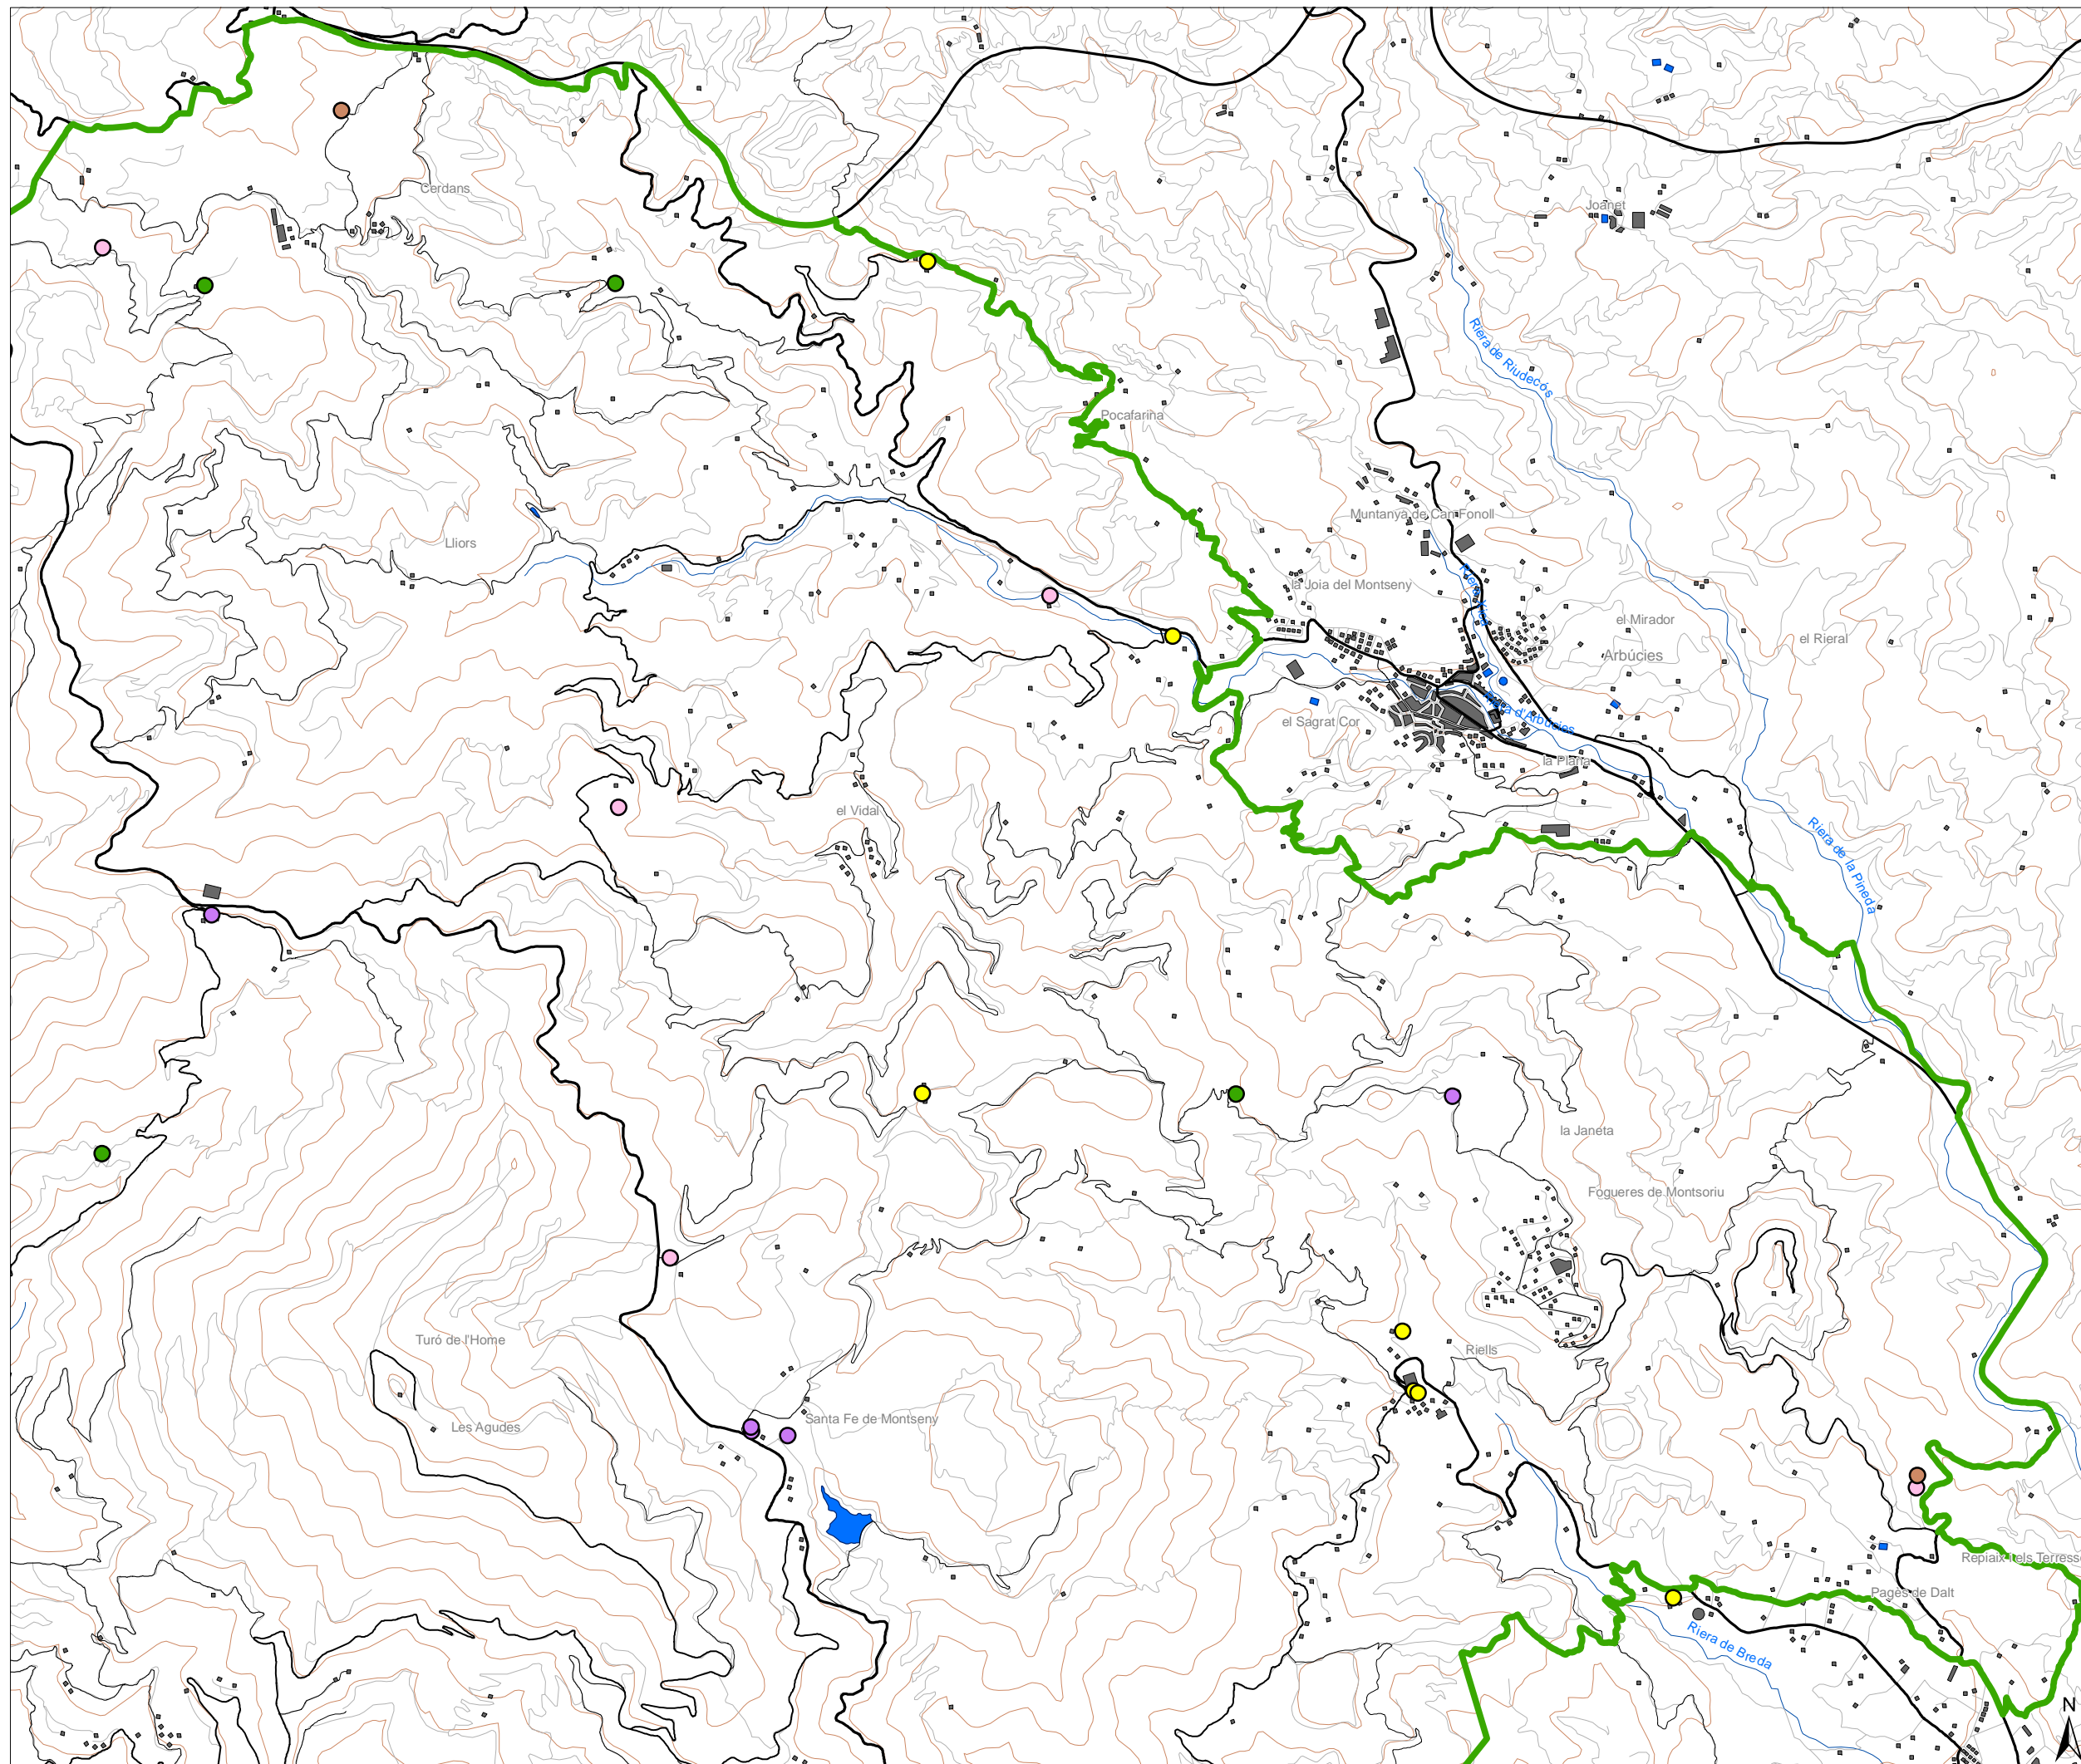 Cerdans
Joanet
Riera de Riudecós
Pocafarina
Muntanya de Can Fonoll
Lliors
la Joia del Montseny
el Mirador
el Rieral
Arbúcies
el Sagrat Cor
Riera d'Arbúcies
la Plana
el Vidal
Riera de la Pineda
la Janeta
Fogueres de Montsoriu
Turó de l'Home
Riells
Santa Fe de Montseny
Les Agudes
Pagès de Dalt
Riera de Breda
N